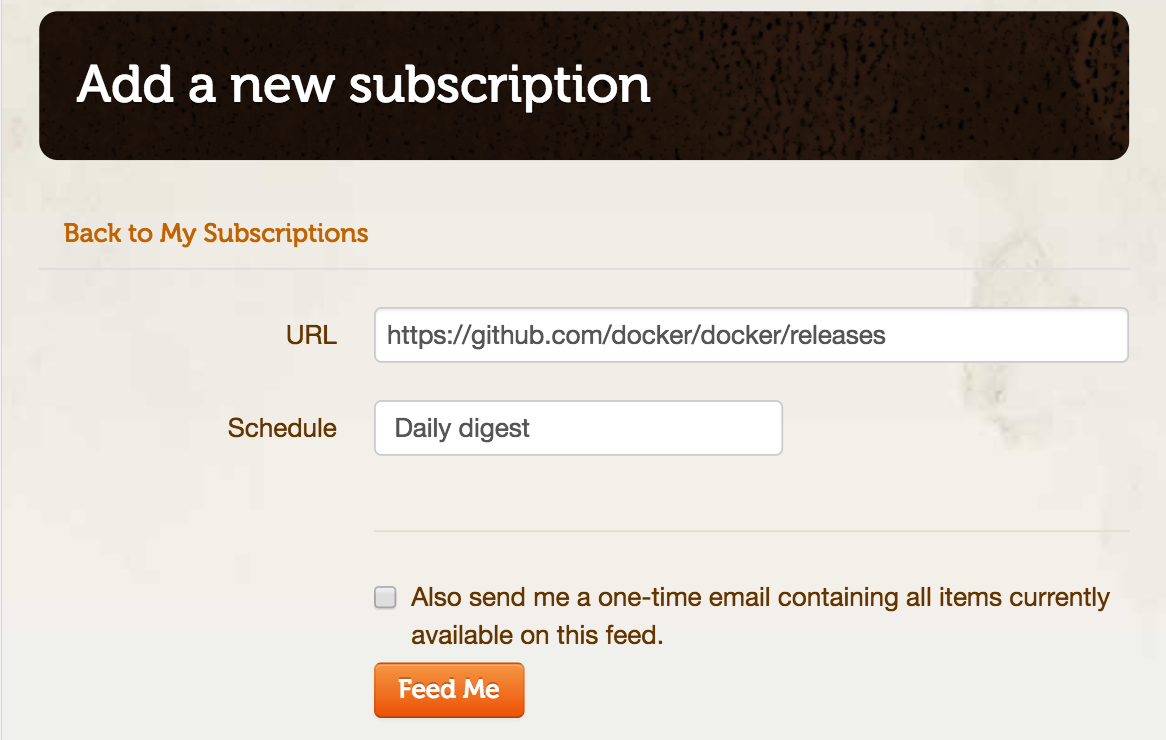 Add a new subscription
Back to My Subscriptions
URL
https://github.com/docker/docker/releases
Schedule
Daily digest
Also send me a one-time email containing all items currently
available on this feed.
Feed Me